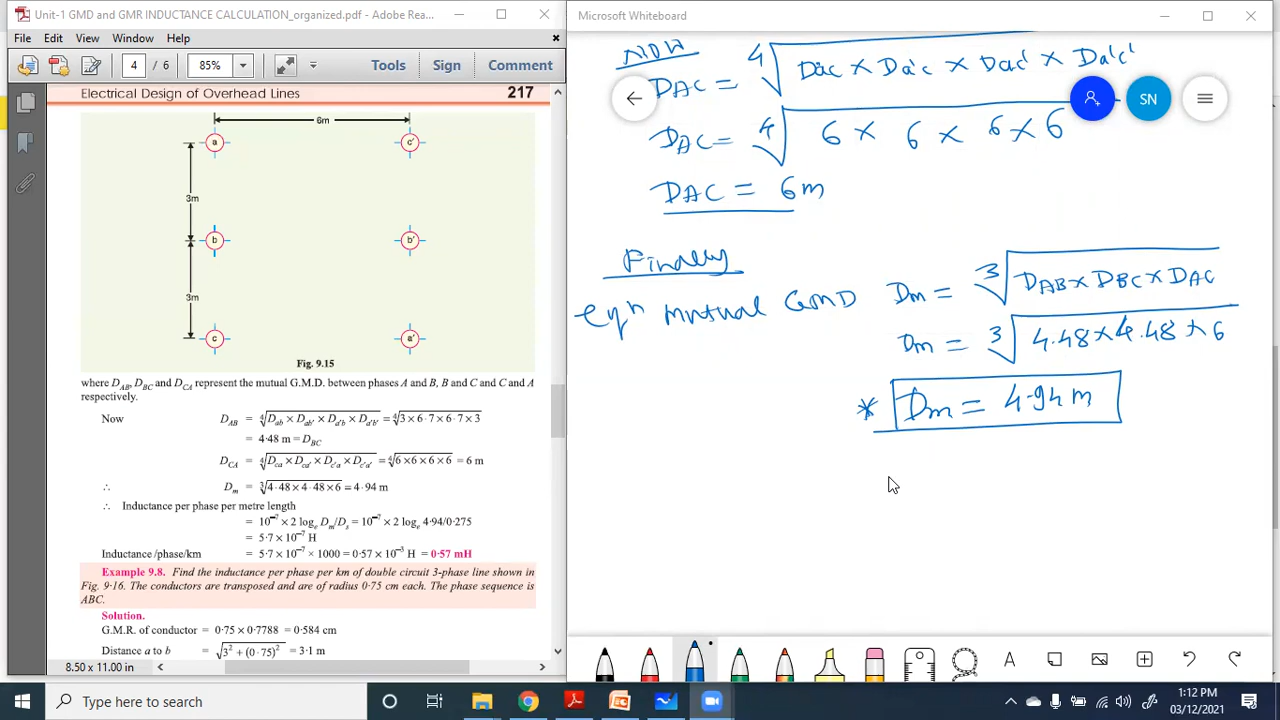 Unit-1 GMD and GMR INDUCTANCE CALCULATION_organized.pdf - Adobe Rea...
File Edit View Window Help
4 / 6 85% Tools Sign Comment
Electrical Design of Overhead Lines 217
6m
a c′
3m
b b′
3m
c a′
Fig. 9.15
where D_AB, D_BC and D_CA represent the mutual G.M.D. between phases A and B, B and C and C and A
respectively.
Now D_AB = ∜(D_ab × D_ab′ × D_a′b × D_a′b′) = ∜(3 × 6·7 × 6·7 × 3)
= 4·48 m = D_BC
D_CA = ∜(D_ca × D_ca′ × D_c′a × D_c′a′) = ∜(6 × 6 × 6 × 6) = 6 m
∴ D_m = ∛(4·48 × 4·48 × 6) = 4·94 m
∴ Inductance per phase per metre length
= 10⁻⁷ × 2 log_e D_m/D_s = 10⁻⁷ × 2 log_e 4·94/0·275
= 5·7 × 10⁻⁷ H
Inductance /phase/km = 5·7 × 10⁻⁷ × 1000 = 0·57 × 10⁻³ H = 0·57 mH
Example 9.8. Find the inductance per phase per km of double circuit 3-phase line shown in
Fig. 9·16. The conductors are transposed and are of radius 0·75 cm each. The phase sequence is
ABC.
Solution.
G.M.R. of conductor = 0·75 × 0·7788 = 0·584 cm
Distance a to b = √(3² + (0·75)²) = 3·1 m
8.50 x 11.00 in
Microsoft Whiteboard
Now
DAC = ∜(Dac × Da'c × Dac' × Da'c')
SN
DAC = ∜(6 × 6 × 6 × 6)
DAC = 6m
Finally
eqn mutual GMD Dm = ∛(DAB × DBC × DAC)
Dm = ∛(4.48 × 4.48 × 6)
* Dm = 4.94 m
A
Type here to search
1:12 PM
03/12/2021